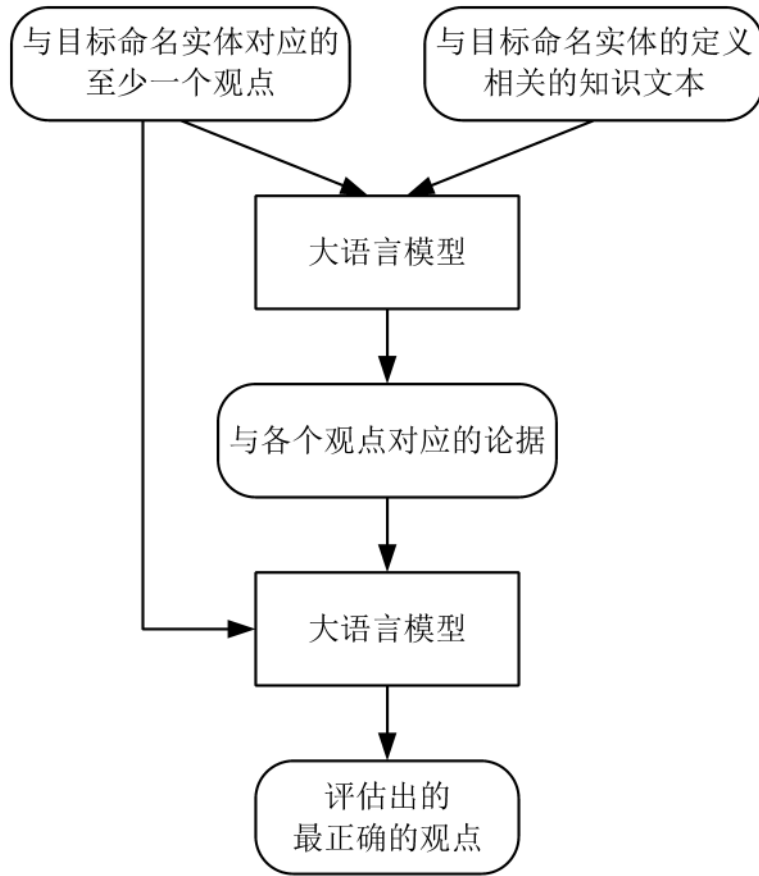 与目标命名实体对应的
至少一个观点
与目标命名实体的定义
相关的知识文本
大语言模型
与各个观点对应的论据
大语言模型
评估出的
最正确的观点